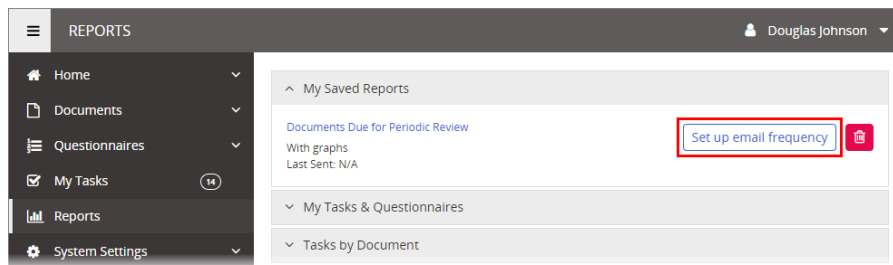 REPORTS
Douglas Johnson
Home
Documents
Questionnaires
My Tasks 14
Reports
System Settings
My Saved Reports
Documents Due for Periodic Review
With graphs
Last Sent: N/A
Set up email frequency
My Tasks & Questionnaires
Tasks by Document